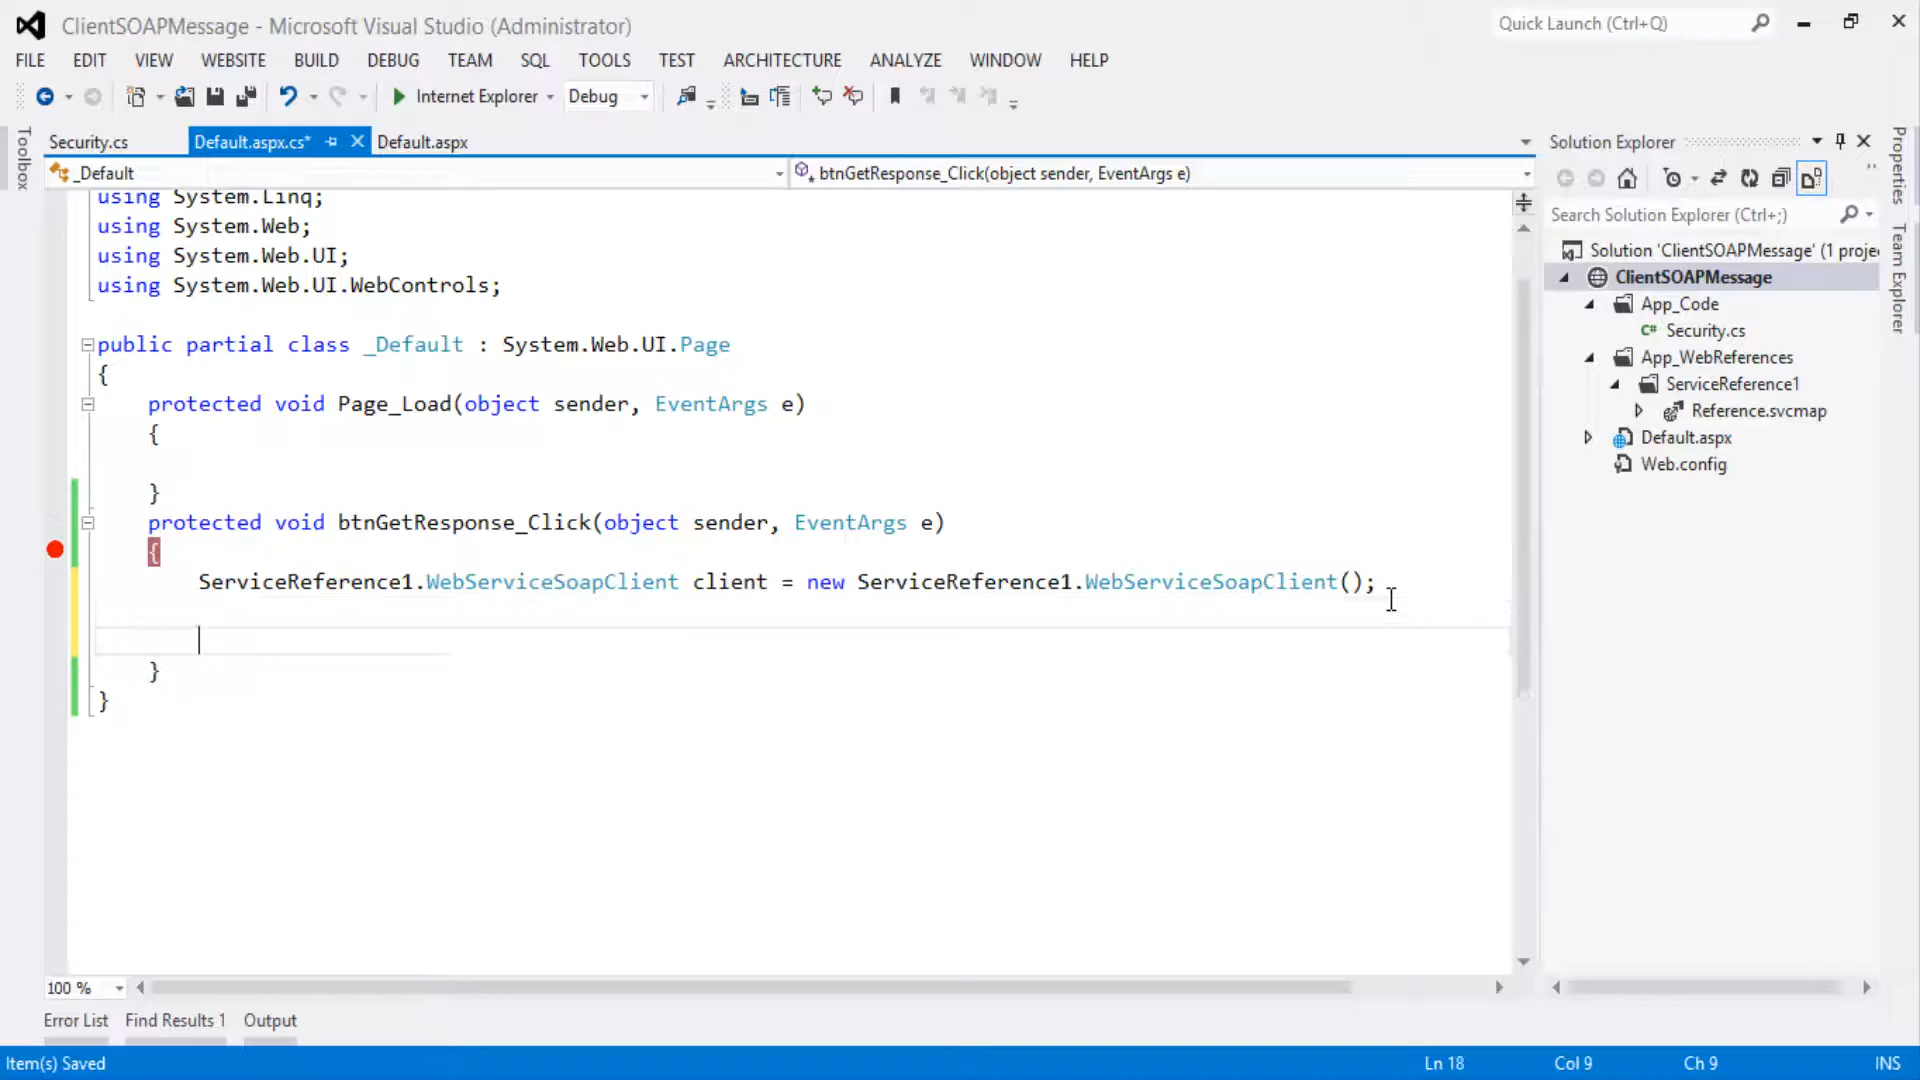 ClientSOAPMessage - Microsoft Visual Studio (Administrator)
Quick Launch (Ctrl+Q)
FILE EDIT VIEW WEBSITE BUILD DEBUG TEAM SQL TOOLS TEST ARCHITECTURE ANALYZE WINDOW HELP
Internet Explorer Debug
Toolbox
Security.cs Default.aspx.cs* Default.aspx
_Default
btnGetResponse_Click(object sender, EventArgs e)
using System.Linq;
using System.Web;
using System.Web.UI;
using System.Web.UI.WebControls;
public partial class _Default : System.Web.UI.Page
{
protected void Page_Load(object sender, EventArgs e)
{
}
protected void btnGetResponse_Click(object sender, EventArgs e)
{
ServiceReference1.WebServiceSoapClient client = new ServiceReference1.WebServiceSoapClient();
}
}
100 %
Error List Find Results 1 Output
Item(s) Saved
Ln 18 Col 9 Ch 9 INS
Solution Explorer
Search Solution Explorer (Ctrl+;)
Solution 'ClientSOAPMessage' (1 proje
ClientSOAPMessage
App_Code
C# Security.cs
App_WebReferences
ServiceReference1
Reference.svcmap
Default.aspx
Web.config
Properties
Team Explorer